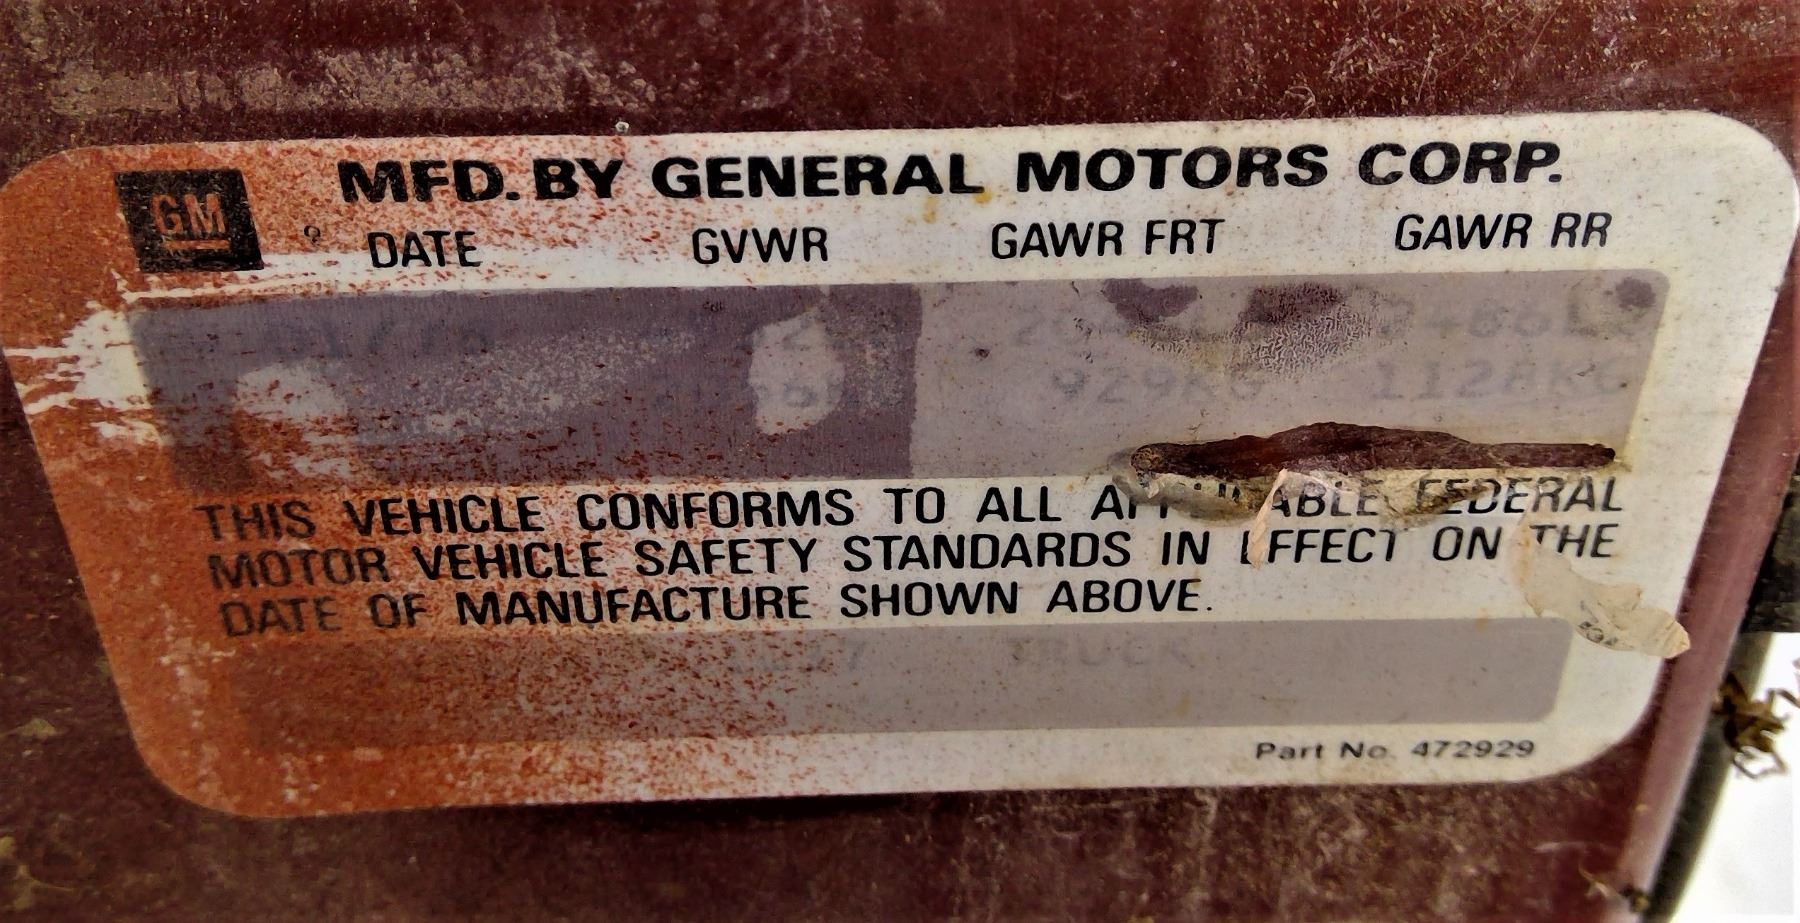 MFD. BY GENERAL MOTORS CORP.
GM
DATE GVWR GAWR FRT GAWR RR
929KG
THIS VEHICLE CONFORMS TO ALL FEDERAL
MOTOR VEHICLE SAFETY STANDARDS IN EFFECT ON THE
DATE OF MANUFACTURE SHOWN ABOVE.
TRUCK
Part No. 472929